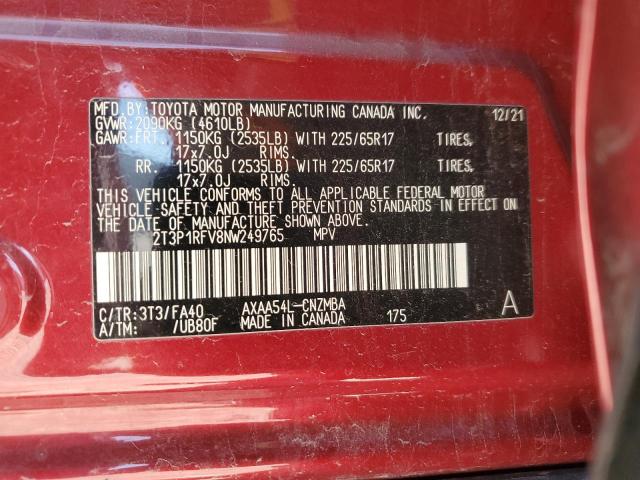 MFD.BY:TOYOTA MOTOR MANUFACTURING CANADA INC. 12/21
GVWR:2090KG (4610LB)
GAWR:FRT. 1150KG (2535LB) WITH 225/65R17 TIRES.
17x7.0J RIMS.
RR. 1150KG (2535LB) WITH 225/65R17 TIRES.
17x7.0J RIMS.
THIS VEHICLE CONFORMS TO ALL APPLICABLE FEDERAL MOTOR
VEHICLE SAFETY AND THEFT PREVENTION STANDARDS IN EFFECT ON
THE DATE OF MANUFACTURE SHOWN ABOVE.
2T3P1RFV8NW249765 MPV
C/TR:3T3/FA40 AXAA54L-CNZMBA 175 A
A/TM: /UB80F MADE IN CANADA